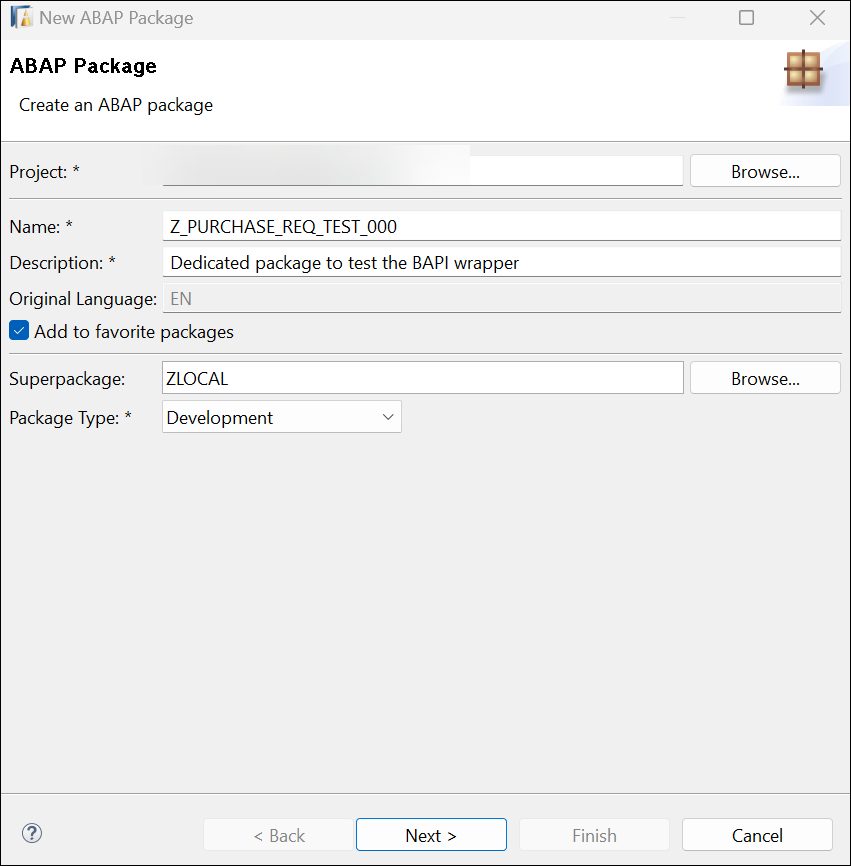 New ABAP Package
ABAP Package
Create an ABAP package
Project: *
Browse...
Name: * Z_PURCHASE_REQ_TEST_000
Description: * Dedicated package to test the BAPI wrapper
Original Language: EN
Add to favorite packages
Superpackage: ZLOCAL Browse...
Package Type: * Development
? < Back Next > Finish Cancel